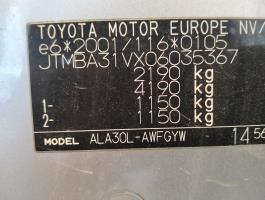 TOYOTA MOTOR EUROPE NV/
e6*2001/116*0105
JTMBA31VX06035367
2190 kg
4190 kg
1- 1150 kg
2- 1150 kg
MODEL ALA30L-AWFGYW 1456